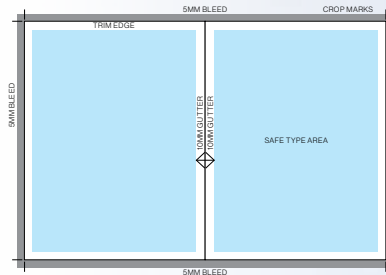 5MM BLEED
CROP MARKS
TRIM EDGE
5MM BLEED
10MM GUTTER
10MM GUTTER
SAFE TYPE AREA
5MM BLEED